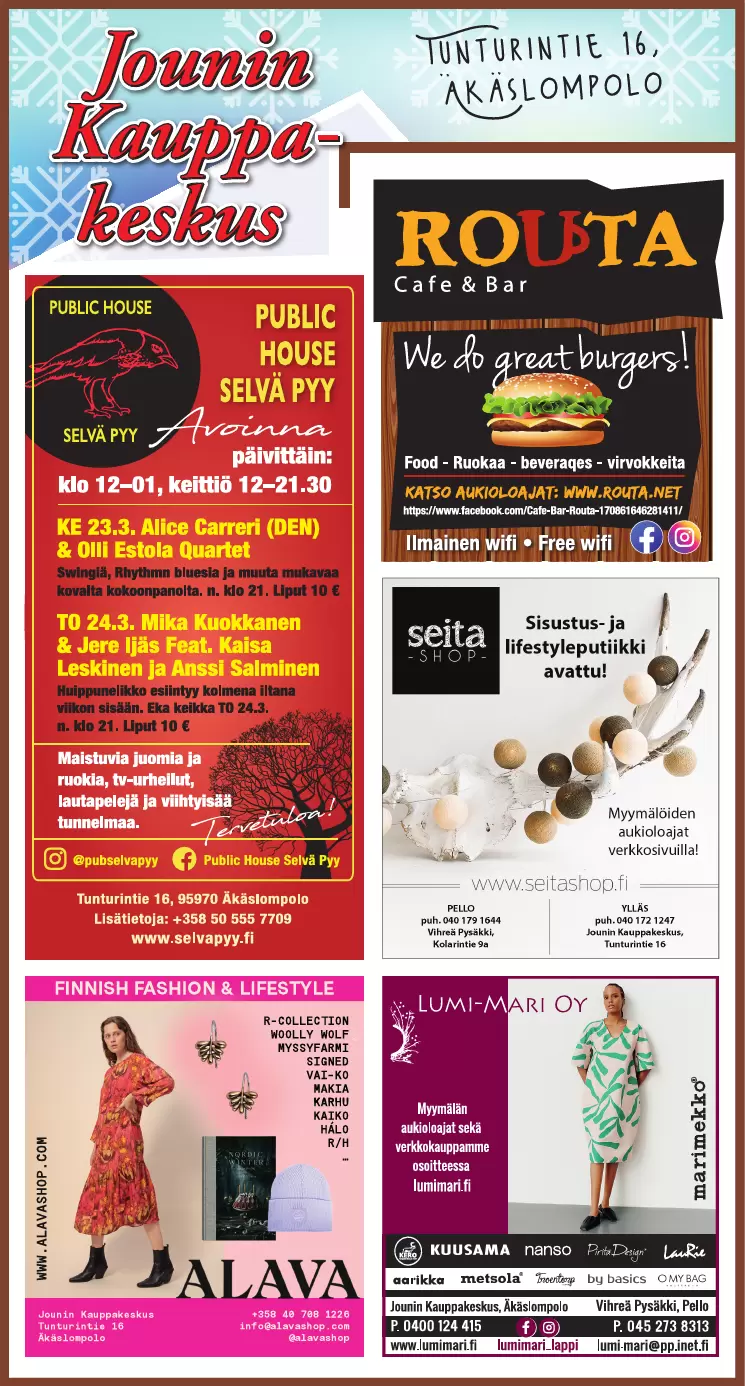 Jounin
Kauppa-
keskus
TUNTURINTIE 16,
ÄKÄSLOMPOLO
ROUTA
Cafe & Bar
We do great burgers!
Food - Ruokaa - beveraqes - virvokkeita
KATSO AUKIOLOAJAT: WWW.ROUTA.NET
https://www.facebook.com/Cafe-Bar-Routa-170861646281411/
Ilmainen wifi • Free wifi
PUBLIC HOUSE
SELVÄ PYY
PUBLIC
HOUSE
SELVÄ PYY
Avoinna
päivittäin:
klo 12–01, keittiö 12–21.30
KE 23.3. Alice Carreri (DEN)
& Olli Estola Quartet
Swingiä, Rhythmn bluesia ja muuta mukavaa
kovalta kokoonpanolta. n. klo 21. Liput 10 €
TO 24.3. Mika Kuokkanen
& Jere Ijäs Feat. Kaisa
Leskinen ja Anssi Salminen
Huippunelikko esiintyy kolmena iltana
viikon sisään. Eka keikka TO 24.3.
n. klo 21. Liput 10 €
Maistuvia juomia ja
ruokia, tv-urheilut,
lautapelejä ja viihtyisää
tunnelmaa.
Tervetuloa!
@pubselvapyy
Public House Selvä Pyy
Tunturintie 16, 95970 Äkäslompolo
Lisätietoja: +358 50 555 7709
www.selvapyy.fi
seita
- SHOP -
Sisustus- ja
lifestyleputiikki
avattu!
Myymälöiden
aukioloajat
verkkosivuilla!
www.seitashop.fi
PELLO
puh. 040 179 1644
Vihreä Pysäkki,
Kolarintie 9a
YLLÄS
puh. 040 172 1247
Jounin Kauppakeskus,
Tunturintie 16
FINNISH FASHION & LIFESTYLE
R-COLLECTION
WOOLLY WOLF
MYSSYFARMI
SIGNED
VAI-KO
MAKIA
KARHU
KAIKO
HÁLO
R/H
...
NORDIC
WINTER
WWW.ALAVASHOP.COM
ALAVA
Jounin Kauppakeskus
Tunturintie 16
Äkäslompolo
+358 40 708 1226
info@alavashop.com
@alavashop
LUMI-MARI OY
Myymälän
aukioloajat sekä
verkkokauppamme
osoitteessa
lumimari.fi
marimekko®
KERO
KUUSAMA
nanso
Pirita Design
LauRie
aarikka
metsola
Troentorp
by basics
O MY BAG
Jounin Kauppakeskus, Äkäslompolo
P. 0400 124 415
www.lumimari.fi
lumimari_lappi
Vihreä Pysäkki, Pello
P. 045 273 8313
lumi-mari@pp.inet.fi